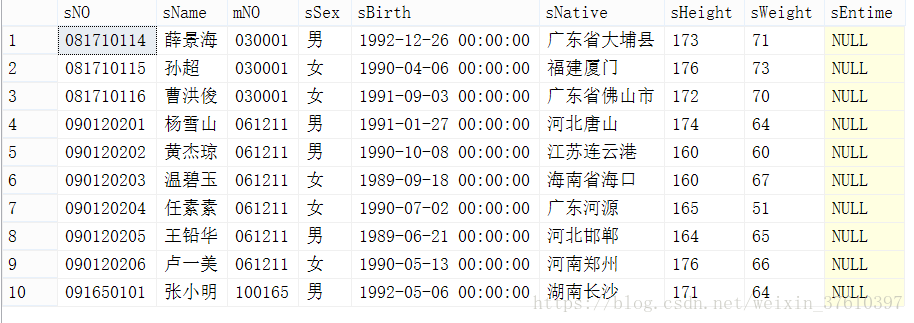 sNO sName mNO sSex sBirth sNative sHeight sWeight sEntime
1 081710114 薛景海 030001 男 1992-12-26 00:00:00 广东省大埔县 173 71 NULL
2 081710115 孙超 030001 女 1990-04-06 00:00:00 福建厦门 176 73 NULL
3 081710116 曹洪俊 030001 女 1991-09-03 00:00:00 广东省佛山市 172 70 NULL
4 090120201 杨雪山 061211 男 1991-01-27 00:00:00 河北唐山 174 64 NULL
5 090120202 黄杰琼 061211 男 1990-10-08 00:00:00 江苏连云港 160 60 NULL
6 090120203 温碧玉 061211 女 1989-09-18 00:00:00 海南省海口 160 67 NULL
7 090120204 任素素 061211 女 1990-07-02 00:00:00 广东河源 165 51 NULL
8 090120205 王铅华 061211 男 1989-06-21 00:00:00 河北邯郸 164 65 NULL
9 090120206 卢一美 061211 女 1990-05-13 00:00:00 河南郑州 176 66 NULL
10 091650101 张小明 100165 男 1992-05-06 00:00:00 湖南长沙 171 64 NULL
https://blog.csdn.net/weixin_37610397